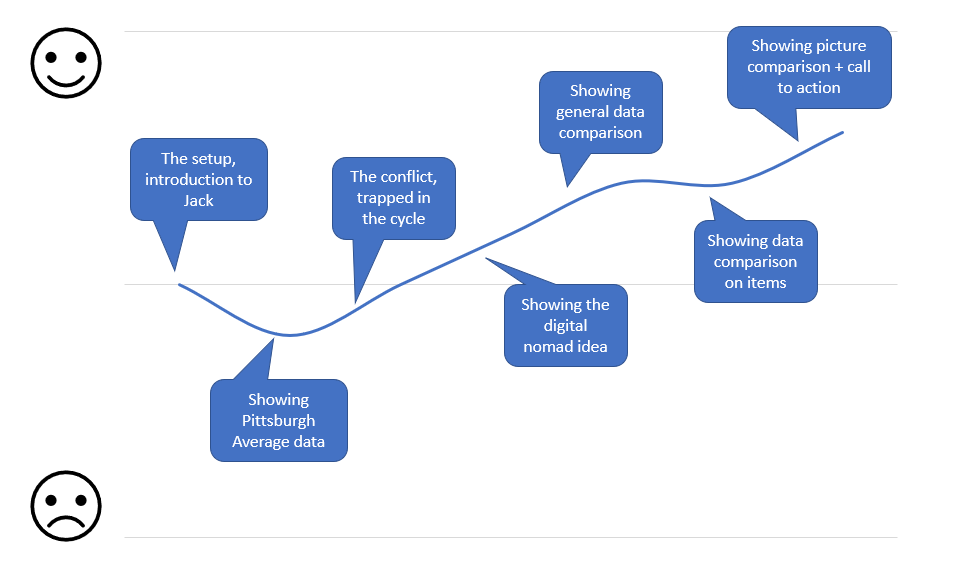 The setup,
introduction to
Jack
Showing
Pittsburgh
Average data
The conflict,
trapped in
the cycle
Showing the
digital
nomad idea
Showing
general data
comparison
Showing data
comparison
on items
Showing picture
comparison + call
to action